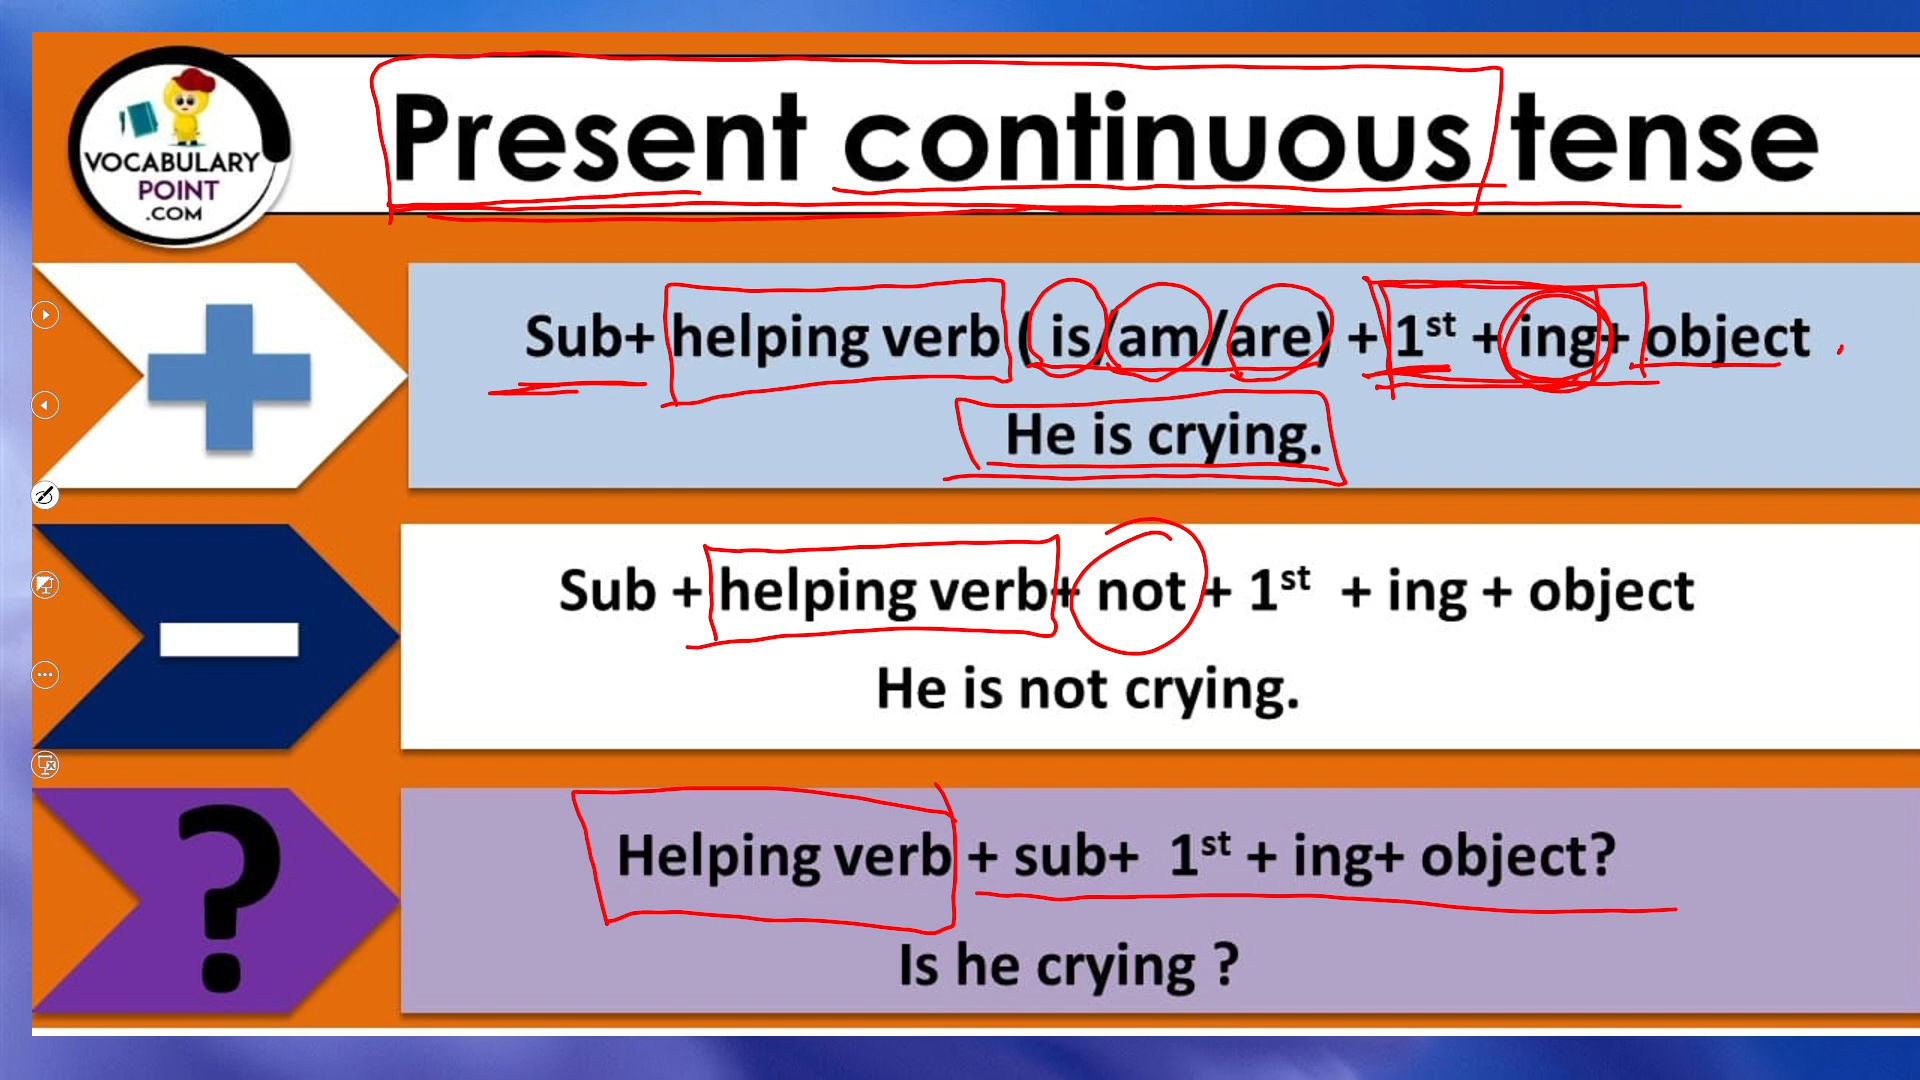 VOCABULARY
POINT
.COM
Present continuous tense
Sub+ helping verb ( is/am/are) + 1st + ing+ object
He is crying.
Sub + helping verb+ not + 1st + ing + object
He is not crying.
?
Helping verb + sub+ 1st + ing+ object?
Is he crying ?